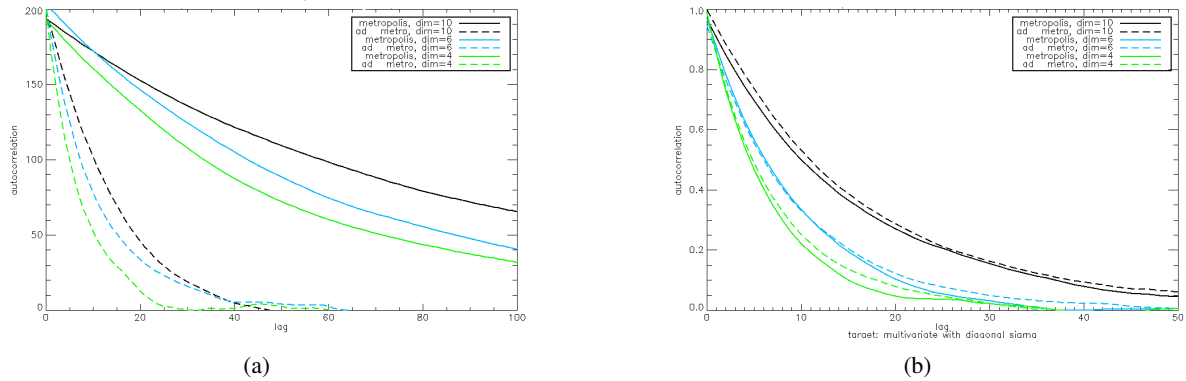 200
150
100
50
0
0 20 40 60 80 100
autocorrelation
lag
metropolis, dim=10
ad metro, dim=10
metropolis, dim=6
ad metro, dim=6
metropolis, dim=4
ad metro, dim=4
(a)
1.0
0.8
0.6
0.4
0.2
0.0
0 10 20 30 40 50
autocorrelation
lag
target: multivariate with diagonal sigma
metropolis, dim=10
ad metro, dim=10
metropolis, dim=6
ad metro, dim=6
metropolis, dim=4
ad metro, dim=4
(b)